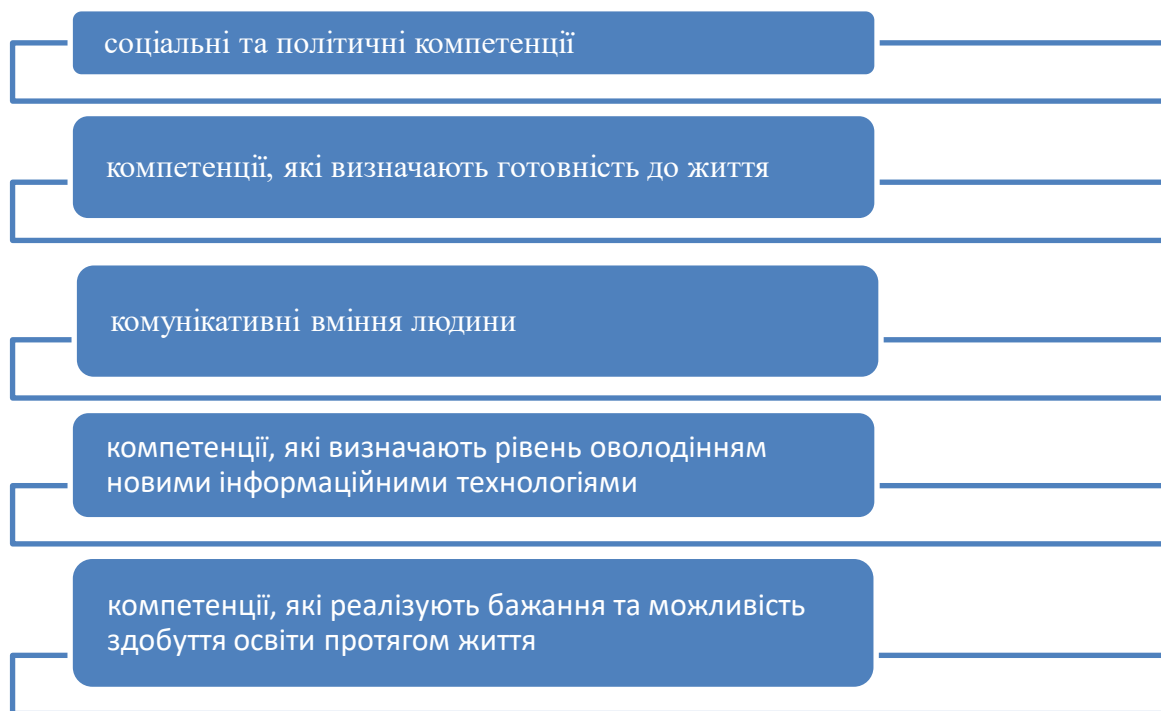 соціальні та політичні компетенції
компетенції, які визначають готовність до життя
комунікативні вміння людини
компетенції, які визначають рівень оволодінням
новими інформаційними технологіями
компетенції, які реалізують бажання та можливість
здобуття освіти протягом життя